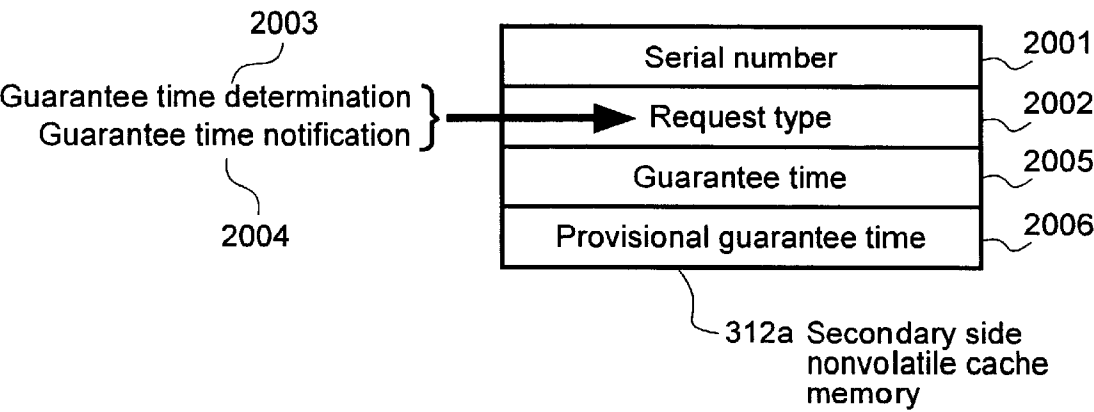 2003
Guarantee time determination
Guarantee time notification
2004
Serial number
2001
Request type
2002
Guarantee time
2005
Provisional guarantee time
2006
312a Secondary side
nonvolatile cache
memory